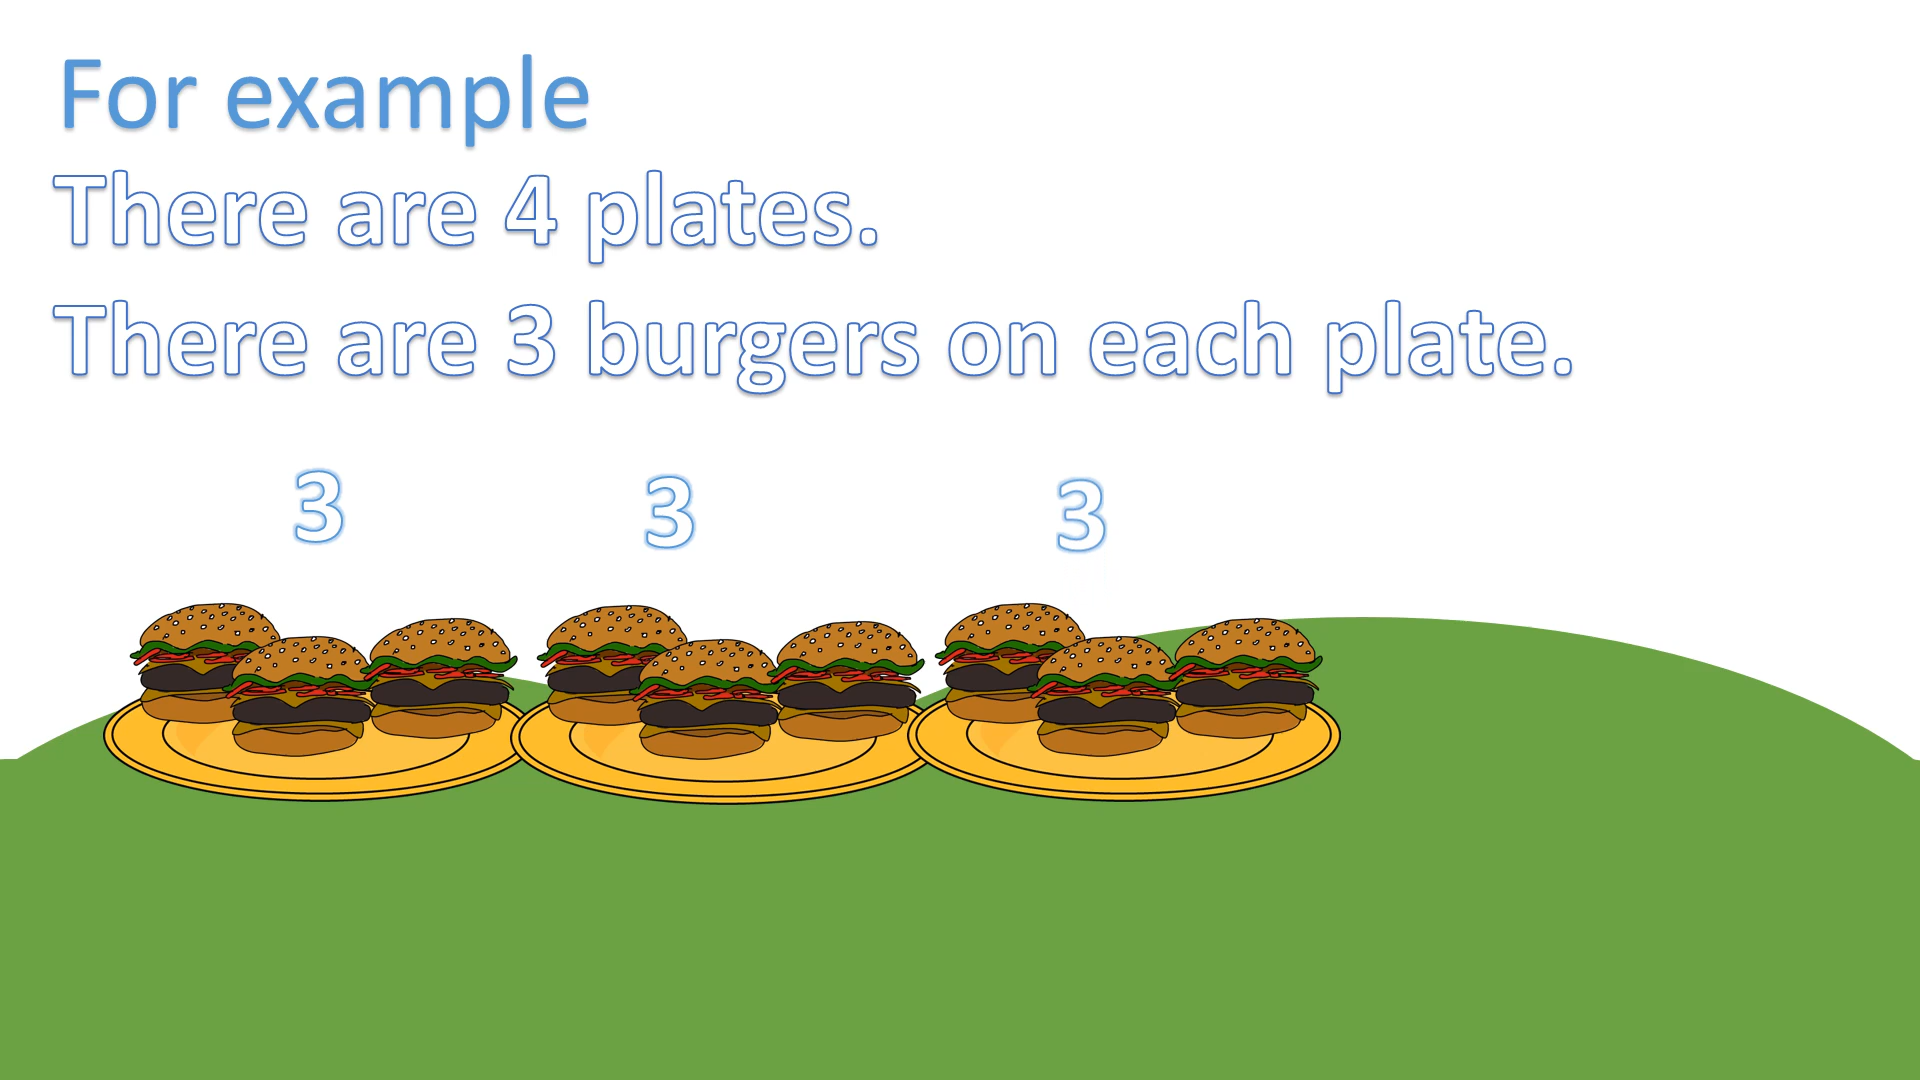 For example
There are 4 plates.
There are 3 burgers on each plate.
3 3 3